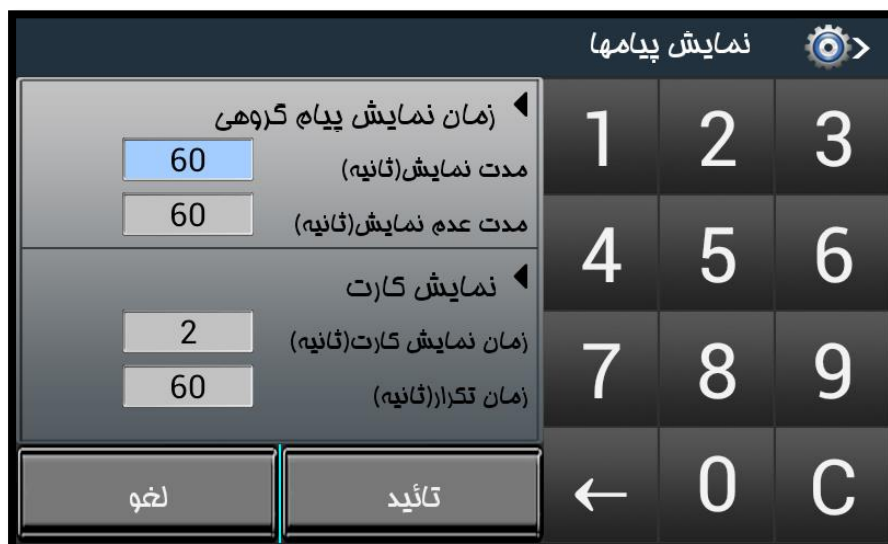 نمایش پیامها
زمان نمایش پیام گروهی
مدت نمایش(ثانیه) 60
مدت عدم نمایش(ثانیه) 60
نمایش کارت
زمان نمایش کارت(ثانیه) 2
زمان تکرار(ثانیه) 60
تائید لغو
1 2 3
4 5 6
7 8 9
← 0 C